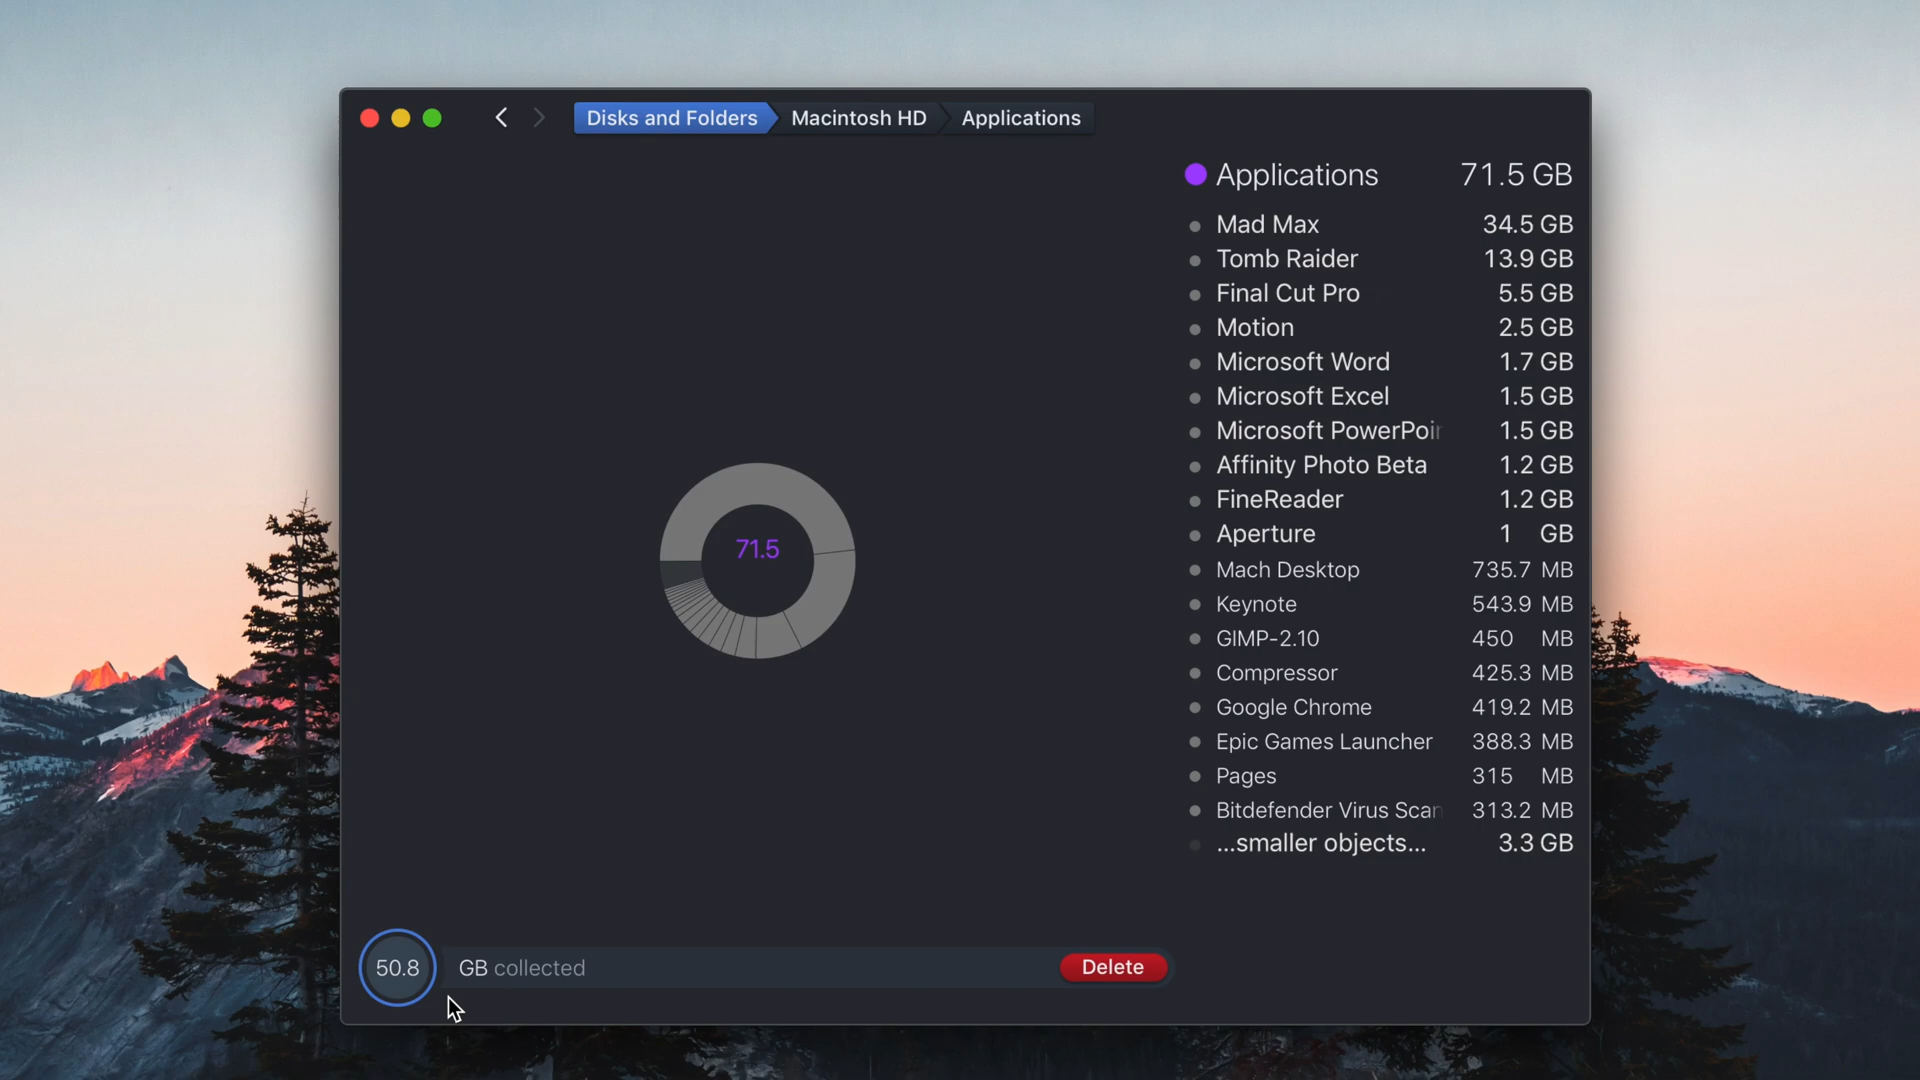 Disks and Folders Macintosh HD Applications
Applications 71.5 GB
Mad Max 34.5 GB
Tomb Raider 13.9 GB
Final Cut Pro 5.5 GB
Motion 2.5 GB
Microsoft Word 1.7 GB
Microsoft Excel 1.5 GB
Microsoft PowerPoin 1.5 GB
Affinity Photo Beta 1.2 GB
FineReader 1.2 GB
Aperture 1 GB
Mach Desktop 735.7 MB
Keynote 543.9 MB
GIMP-2.10 450 MB
Compressor 425.3 MB
Google Chrome 419.2 MB
Epic Games Launcher 388.3 MB
Pages 315 MB
Bitdefender Virus Scan 313.2 MB
...smaller objects... 3.3 GB
71.5
50.8 GB collected Delete